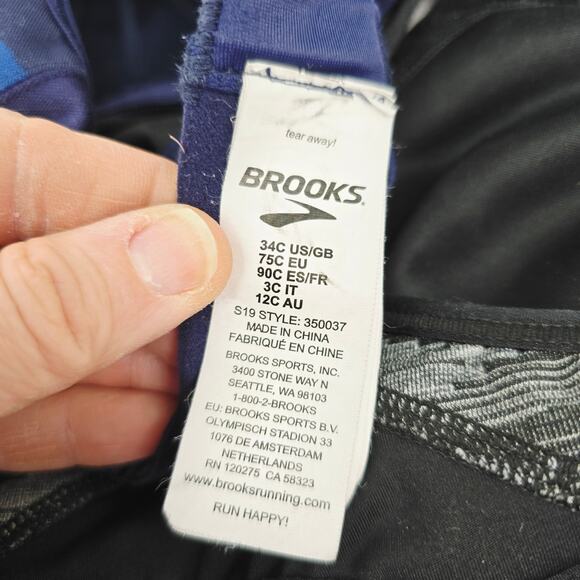 tear away!
BROOKS
34C US/GB
75C EU
90C ES/FR
3C IT
12C AU
S19 STYLE: 350037
MADE IN CHINA
FABRIQUÉ EN CHINE
BROOKS SPORTS, INC.
3400 STONE WAY N
SEATTLE, WA 98103
1-800-2-BROOKS
EU: BROOKS SPORTS B.V.
OLYMPISCH STADION 33
1076 DE AMSTERDAM
NETHERLANDS
RN 120275 CA 58323
www.brooksrunning.com
RUN HAPPY!